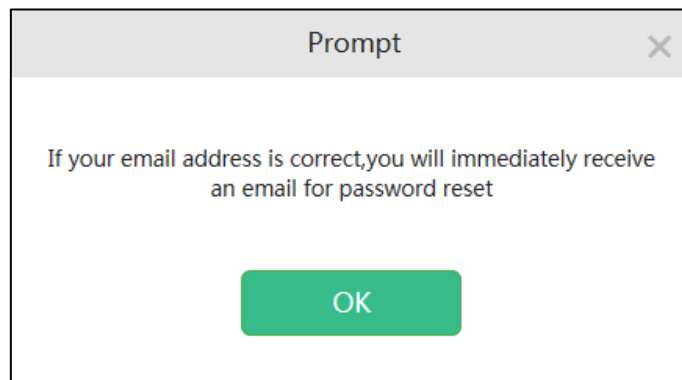 Prompt
If your email address is correct,you will immediately receive
an email for password reset
OK